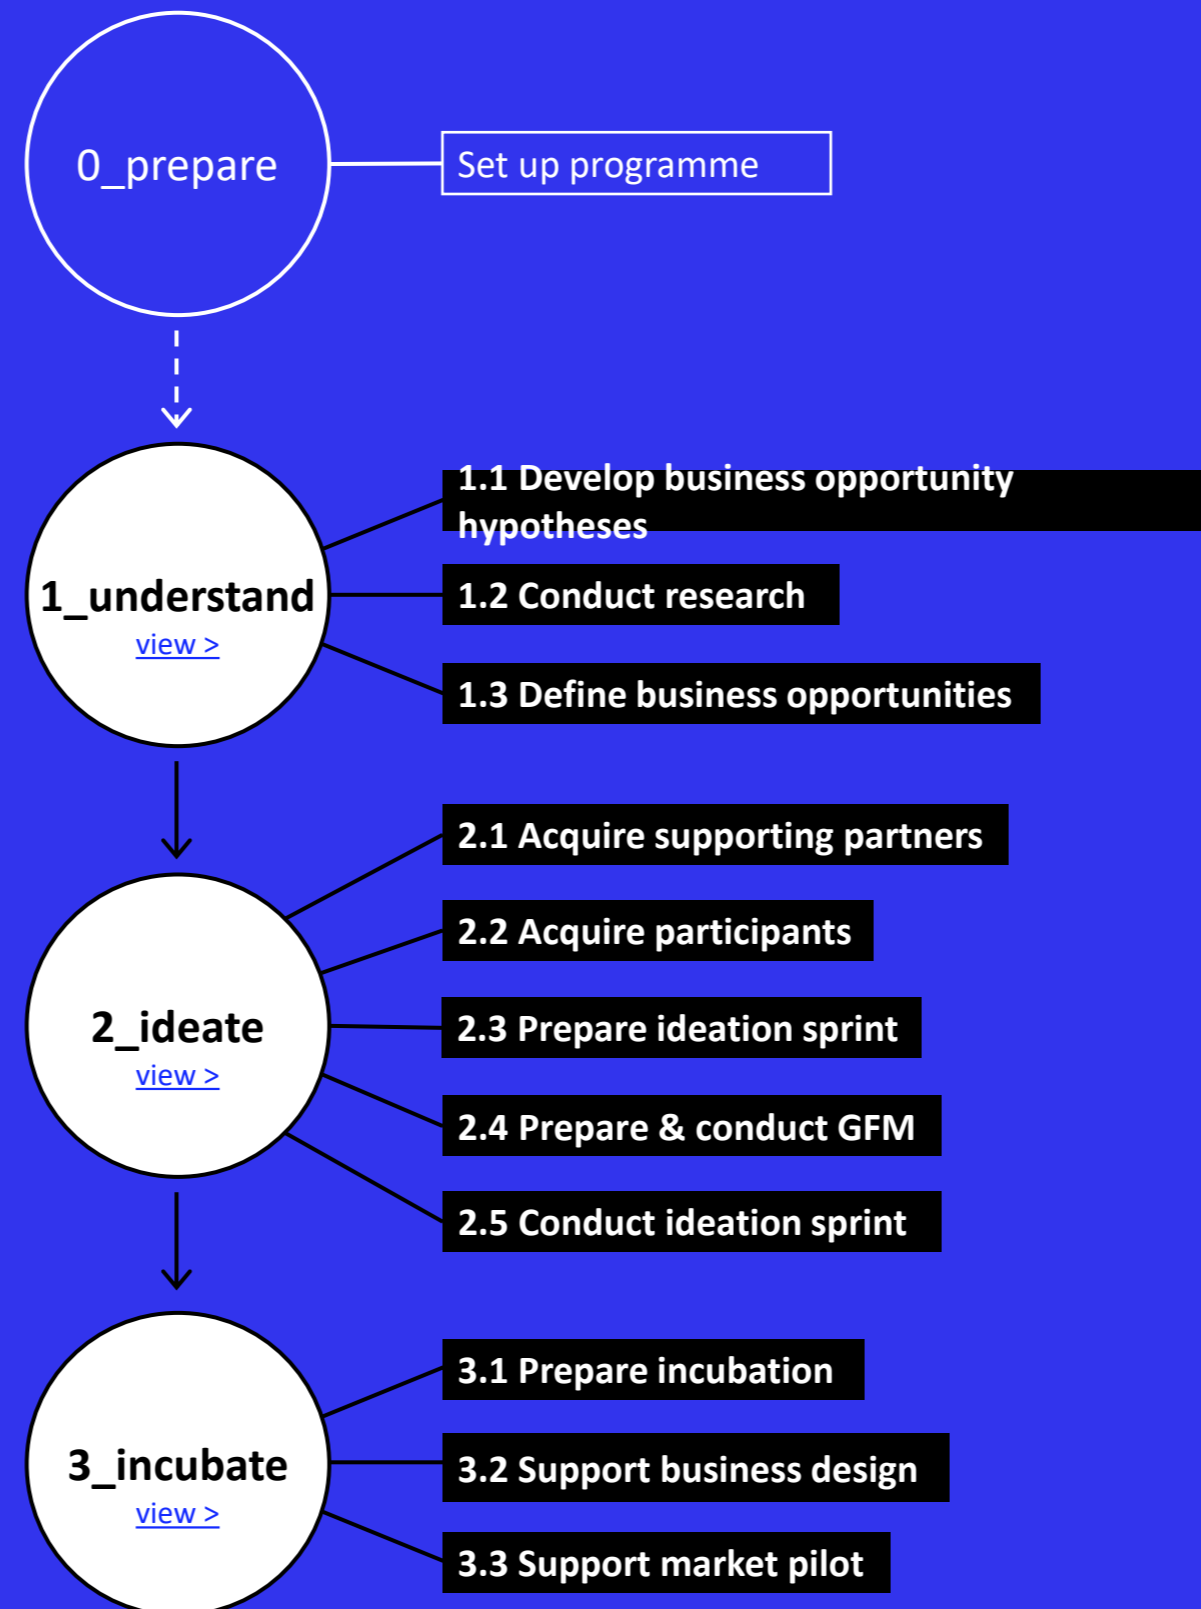 0_prepare
Set up programme
1_understand
view >
1.1 Develop business opportunity
hypotheses
1.2 Conduct research
1.3 Define business opportunities
2_ideate
view >
2.1 Acquire supporting partners
2.2 Acquire participants
2.3 Prepare ideation sprint
2.4 Prepare & conduct GFM
2.5 Conduct ideation sprint
3_incubate
view >
3.1 Prepare incubation
3.2 Support business design
3.3 Support market pilot